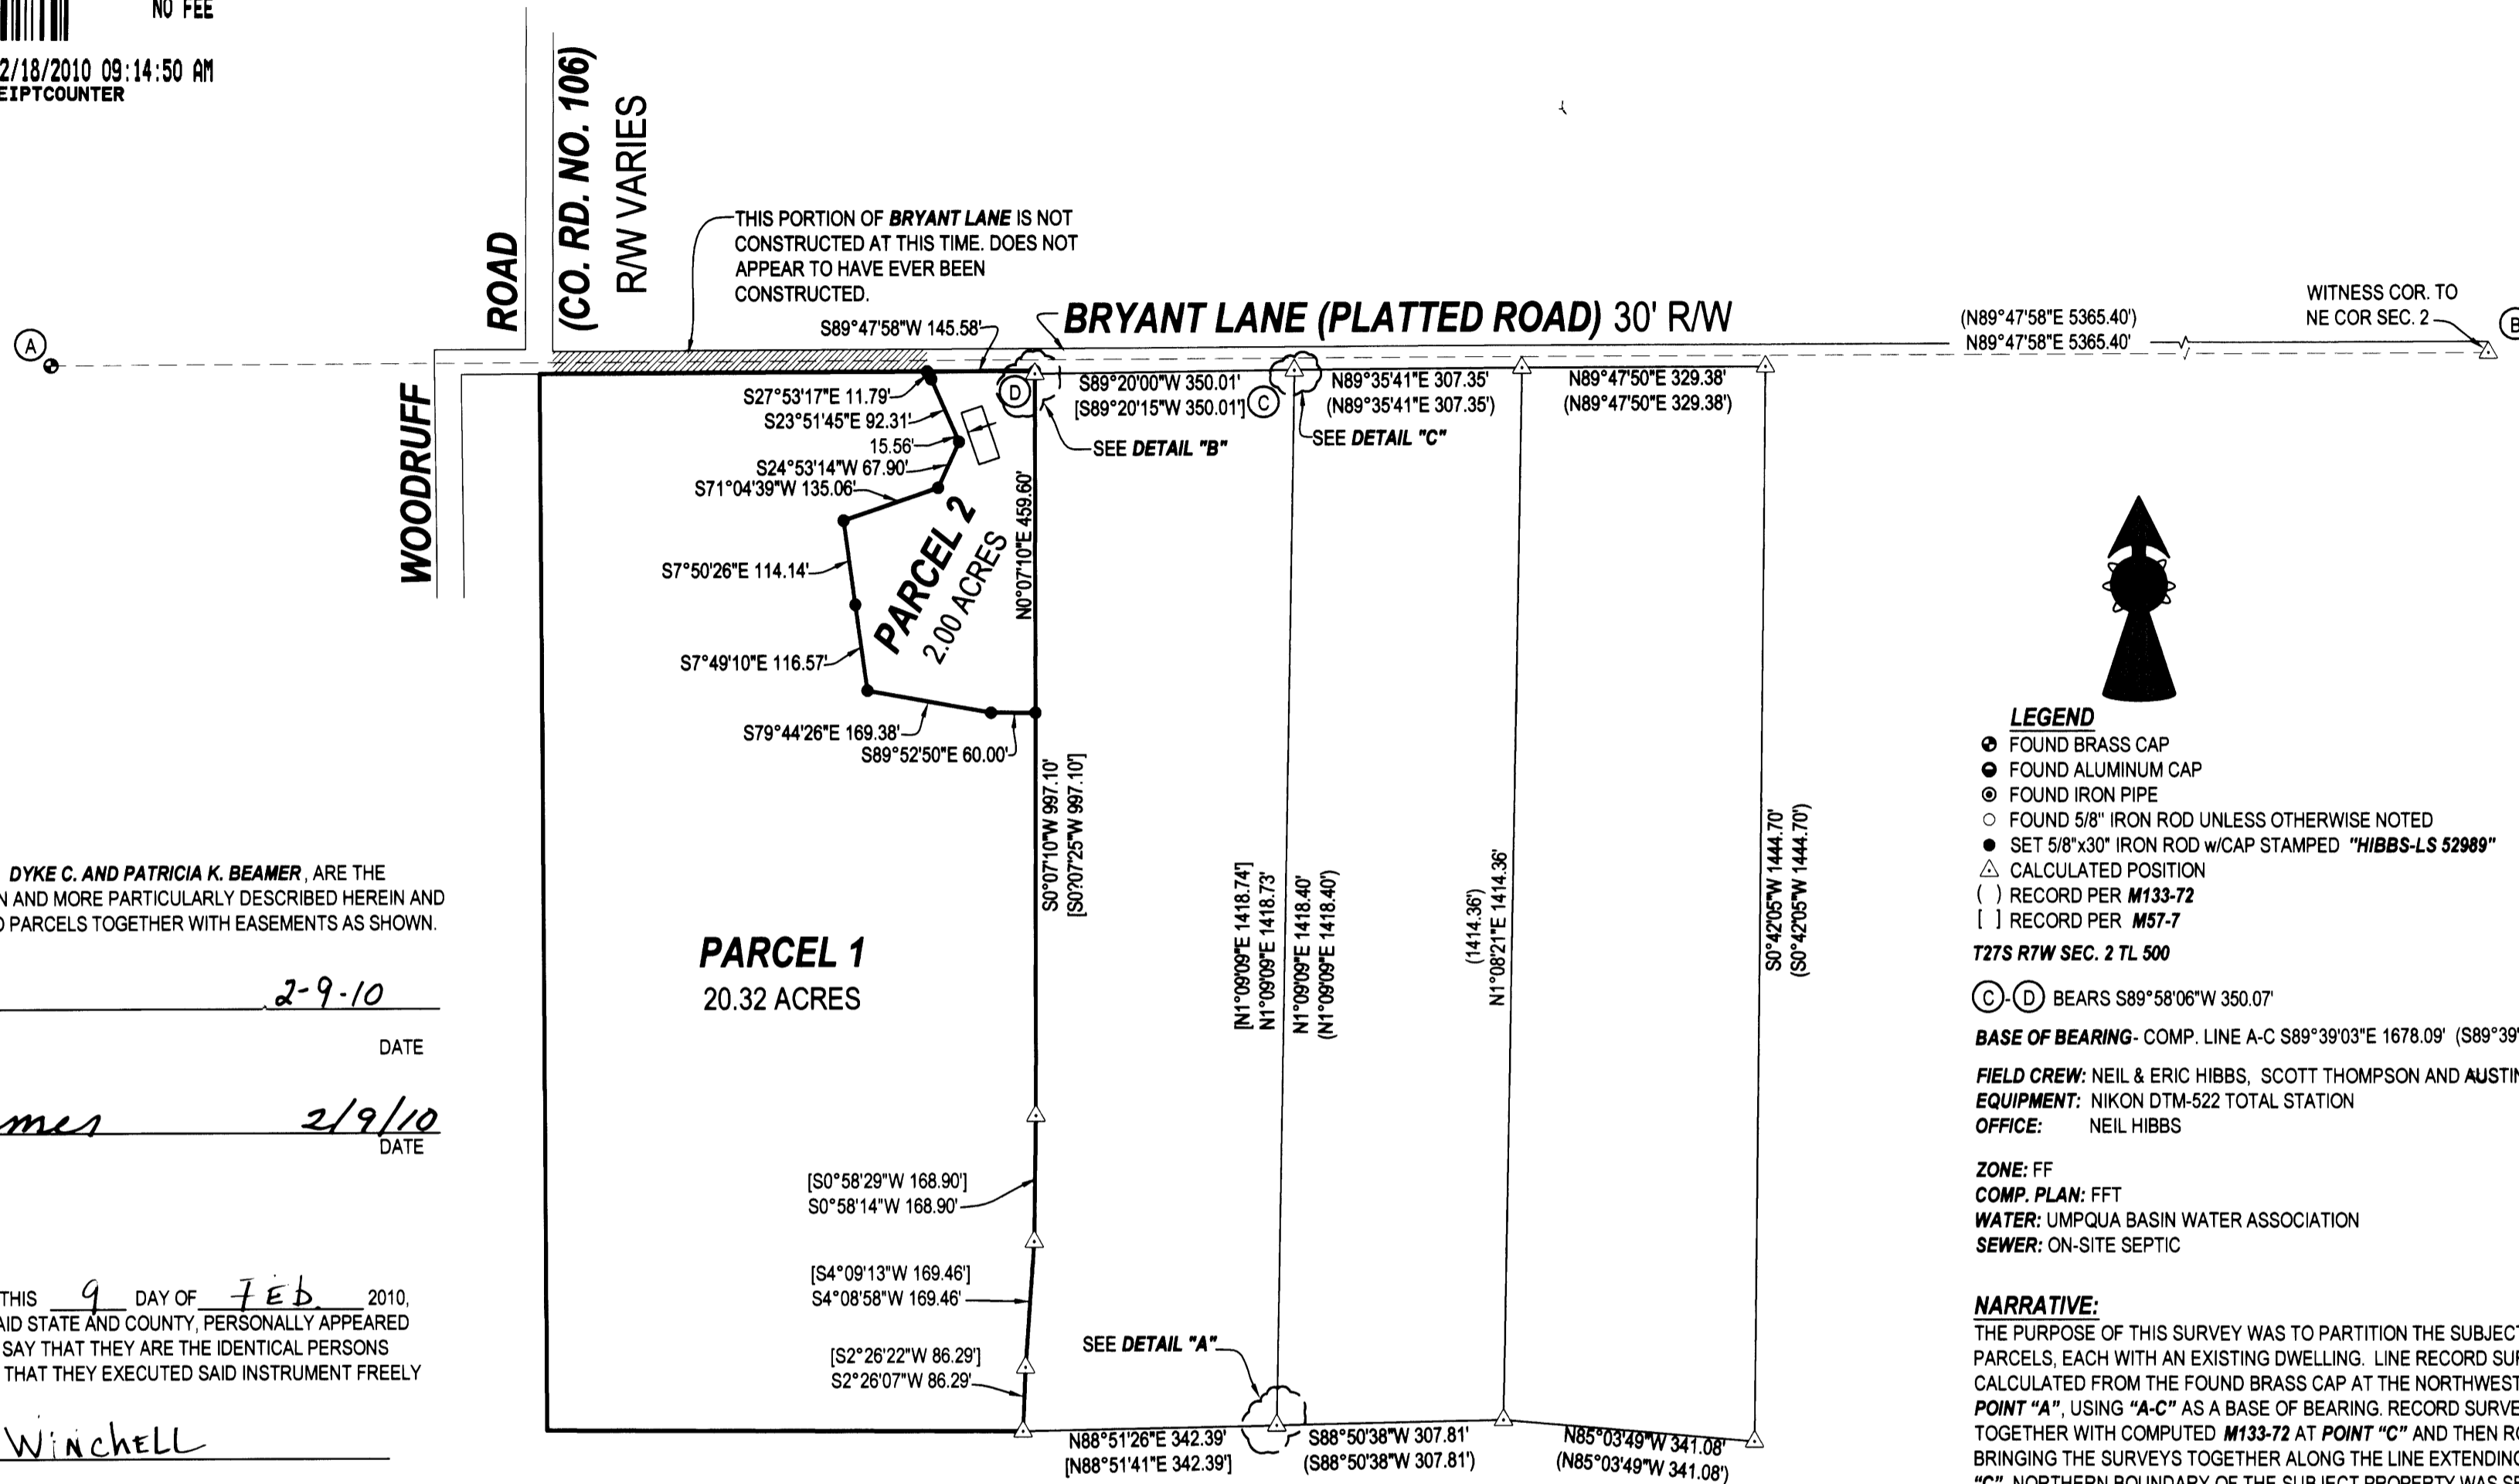 NO FEE
2/18/2010 09:14:50 AM
EIPTCOUNTER
WOODRUFF ROAD
(CO. RD. NO. 106)
R/W VARIES
THIS PORTION OF BRYANT LANE IS NOT
CONSTRUCTED AT THIS TIME. DOES NOT
APPEAR TO HAVE EVER BEEN
CONSTRUCTED.
S89°47'58"W 145.58'
BRYANT LANE (PLATTED ROAD) 30' R/W
(N89°47'58"E 5365.40')
N89°47'58"E 5365.40'
WITNESS COR. TO
NE COR SEC. 2
A
B
D
C
S27°53'17"E 11.79'
S23°51'45"E 92.31'
15.56'
S24°53'14"W 67.90'
S71°04'39"W 135.06'
S7°50'26"E 114.14'
S7°49'10"E 116.57'
S79°44'26"E 169.38'
S89°52'50"E 60.00'
PARCEL 2
2.00 ACRES
N0°07'10"E 459.60'
S89°20'00"W 350.01'
[S89°20'15"W 350.01']
N89°35'41"E 307.35'
(N89°35'41"E 307.35')
N89°47'50"E 329.38'
(N89°47'50"E 329.38')
SEE DETAIL "B"
SEE DETAIL "C"
S0°07'10"W 997.10'
[S0?07'25"W 997.10']
[N1°09'09"E 1418.74']
N1°09'09"E 1418.73'
N1°09'09"E 1418.40'
(N1°09'09"E 1418.40')
(1414.36')
N1°08'21"E 1414.36'
S0°42'05"W 1444.70'
(S0°42'05"W 1444.70')
PARCEL 1
20.32 ACRES
[S0°58'29"W 168.90']
S0°58'14"W 168.90'
[S4°09'13"W 169.46']
S4°08'58"W 169.46'
[S2°26'22"W 86.29']
S2°26'07"W 86.29'
SEE DETAIL "A"
N88°51'26"E 342.39'
[N88°51'41"E 342.39']
S88°50'38"W 307.81'
(S88°50'38"W 307.81')
N85°03'49"W 341.08'
(N85°03'49"W 341.08')
DYKE C. AND PATRICIA K. BEAMER, ARE THE
N AND MORE PARTICULARLY DESCRIBED HEREIN AND
D PARCELS TOGETHER WITH EASEMENTS AS SHOWN.
2-9-10
DATE
mer 2/9/10
DATE
THIS 9 DAY OF FEb. 2010,
AID STATE AND COUNTY, PERSONALLY APPEARED
SAY THAT THEY ARE THE IDENTICAL PERSONS
THAT THEY EXECUTED SAID INSTRUMENT FREELY
WiNchELL
LEGEND
FOUND BRASS CAP
FOUND ALUMINUM CAP
FOUND IRON PIPE
FOUND 5/8" IRON ROD UNLESS OTHERWISE NOTED
SET 5/8"x30" IRON ROD w/CAP STAMPED "HIBBS-LS 52989"
CALCULATED POSITION
( ) RECORD PER M133-72
[ ] RECORD PER M57-7
T27S R7W SEC. 2 TL 500
C-D BEARS S89°58'06"W 350.07'
BASE OF BEARING- COMP. LINE A-C S89°39'03"E 1678.09' (S89°39'
FIELD CREW: NEIL & ERIC HIBBS, SCOTT THOMPSON AND AUSTIN
EQUIPMENT: NIKON DTM-522 TOTAL STATION
OFFICE: NEIL HIBBS
ZONE: FF
COMP. PLAN: FFT
WATER: UMPQUA BASIN WATER ASSOCIATION
SEWER: ON-SITE SEPTIC
NARRATIVE:
THE PURPOSE OF THIS SURVEY WAS TO PARTITION THE SUBJECT
PARCELS, EACH WITH AN EXISTING DWELLING. LINE RECORD SUR
CALCULATED FROM THE FOUND BRASS CAP AT THE NORTHWEST
POINT "A", USING "A-C" AS A BASE OF BEARING. RECORD SURVE
TOGETHER WITH COMPUTED M133-72 AT POINT "C" AND THEN RO
BRINGING THE SURVEYS TOGETHER ALONG THE LINE EXTENDING
"C". NORTHERN BOUNDARY OF THE SUBJECT PROPERTY WAS SE